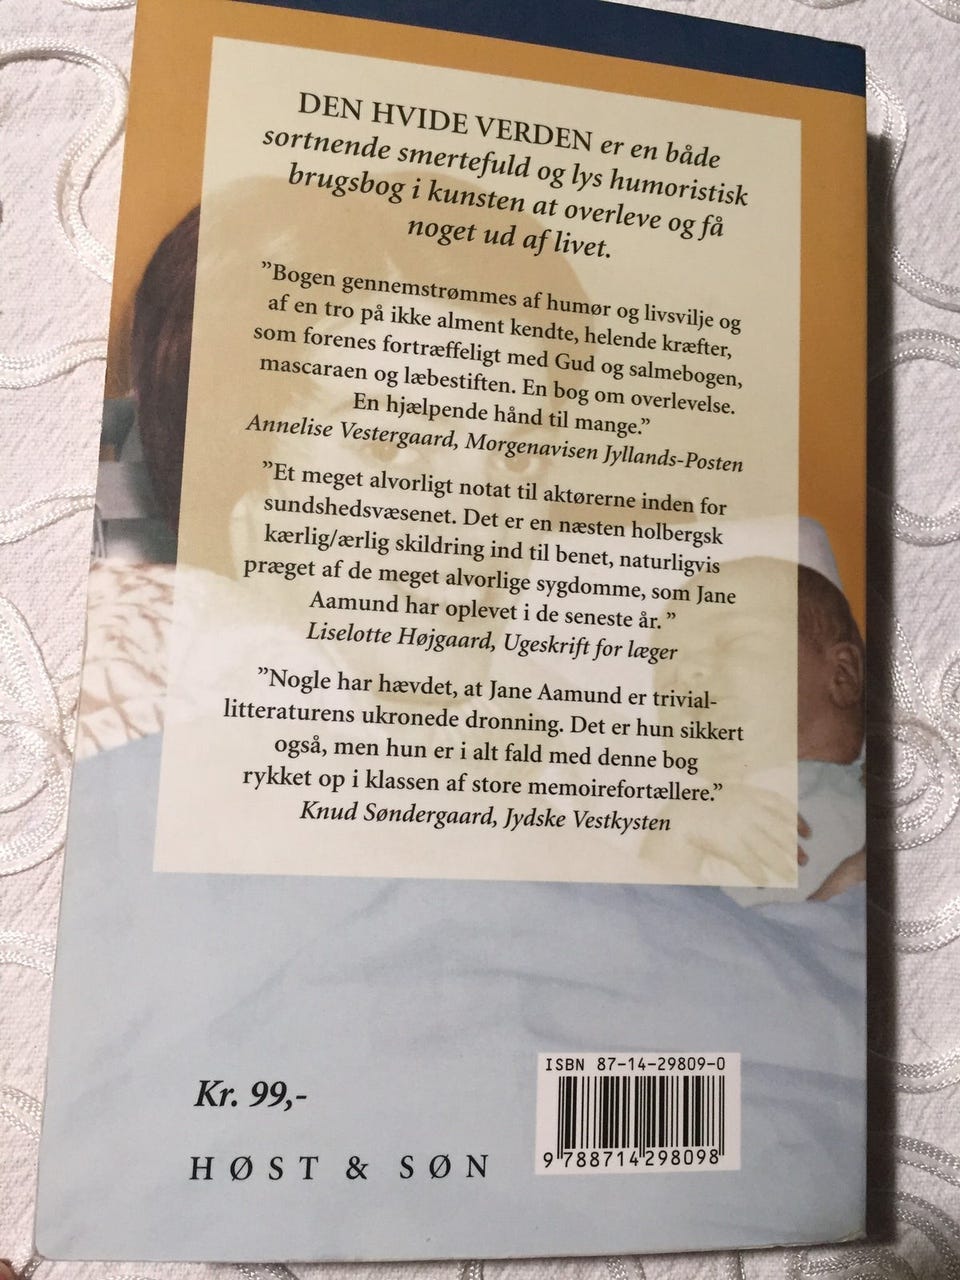 DEN HVIDE VERDEN er en både
sortnende smertefuld og lys humoristisk
brugsbog i kunsten at overleve og få
noget ud af livet.
”Bogen gennemstrømmes af humør og livsvilje og
af en tro på ikke alment kendte, helende kræfter,
som forenes fortræffeligt med Gud og salmebogen,
mascaraen og læbestiften. En bog om overlevelse.
En hjælpende hånd til mange.”
Annelise Vestergaard, Morgenavisen Jyllands-Posten
”Et meget alvorligt notat til aktørerne inden for
sundshedsvæsenet. Det er en næsten holbergsk
kærlig/ærlig skildring ind til benet, naturligvis
præget af de meget alvorlige sygdomme, som Jane
Aamund har oplevet i de seneste år. ”
Liselotte Højgaard, Ugeskrift for læger
”Nogle har hævdet, at Jane Aamund er trivial-
litteraturens ukronede dronning. Det er hun sikkert
også, men hun er i alt fald med denne bog
rykket op i klassen af store memoirefortællere.”
Knud Søndergaard, Jydske Vestkysten
Kr. 99,-
HØST & SØN
ISBN 87-14-29809-0
9 788714 298098